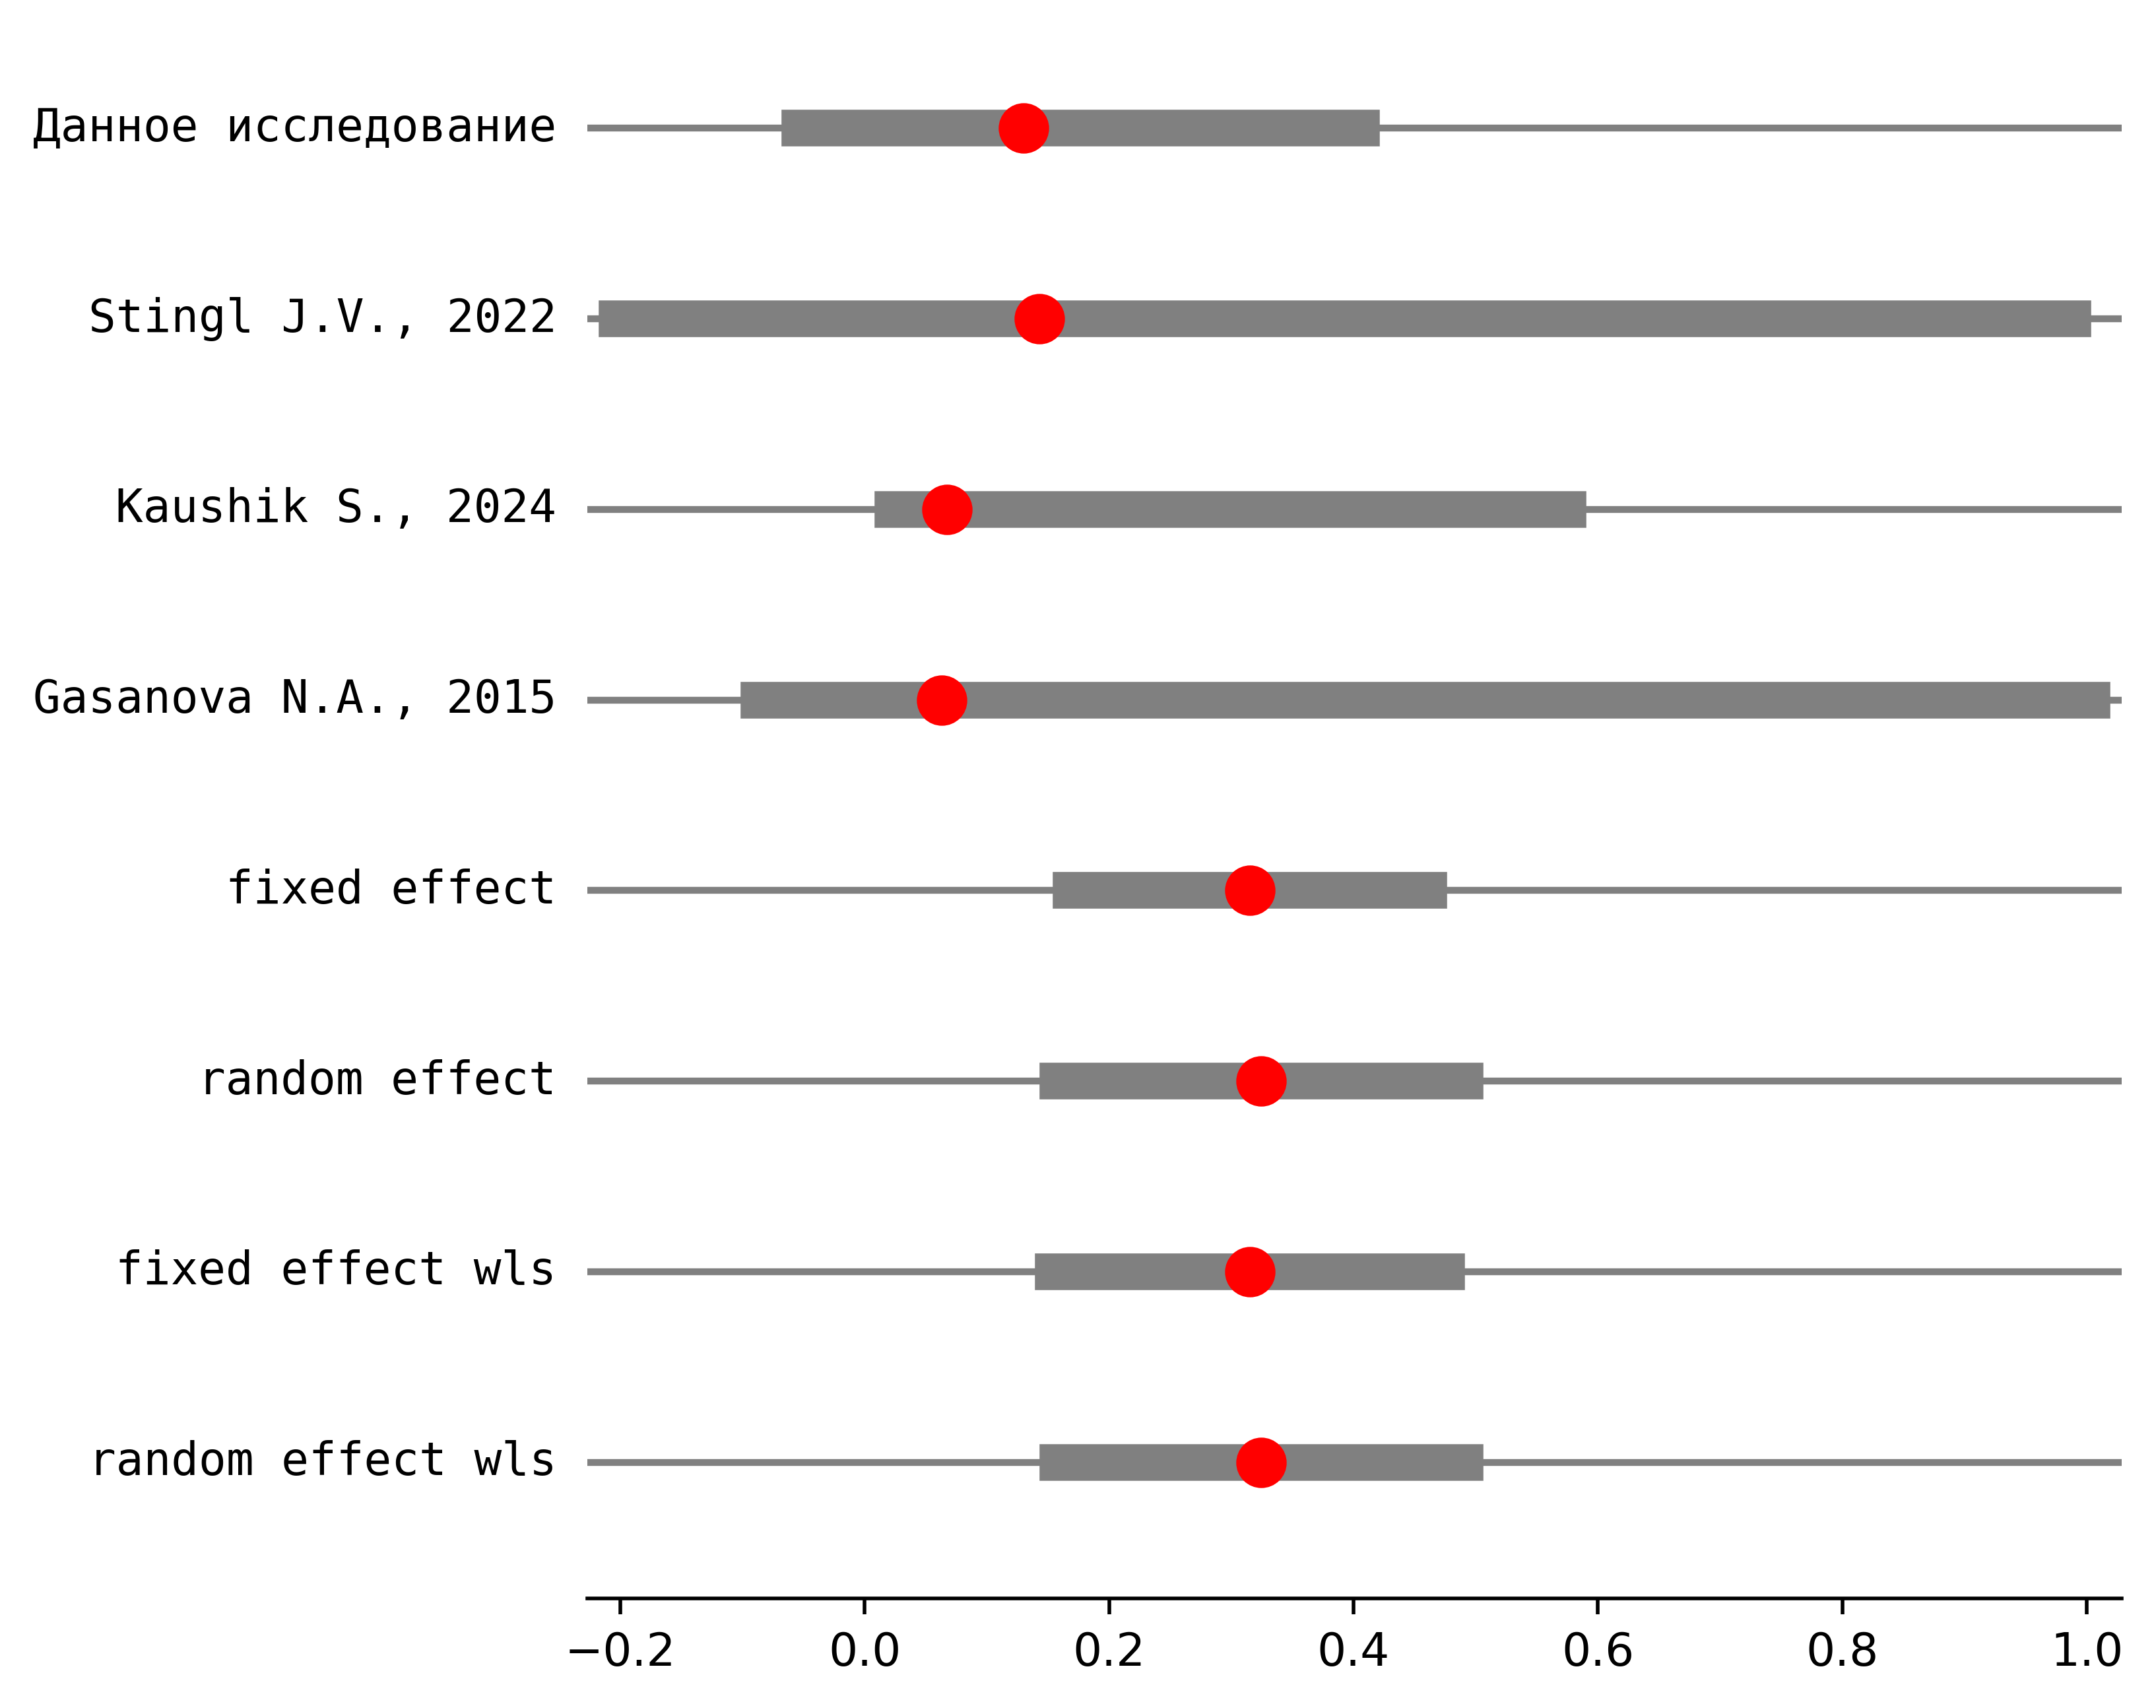 Данное исследование
Stingl J.V., 2022
Kaushik S., 2024
Gasanova N.A., 2015
fixed effect
random effect
fixed effect wls
random effect wls
−0.2 0.0 0.2 0.4 0.6 0.8 1.0